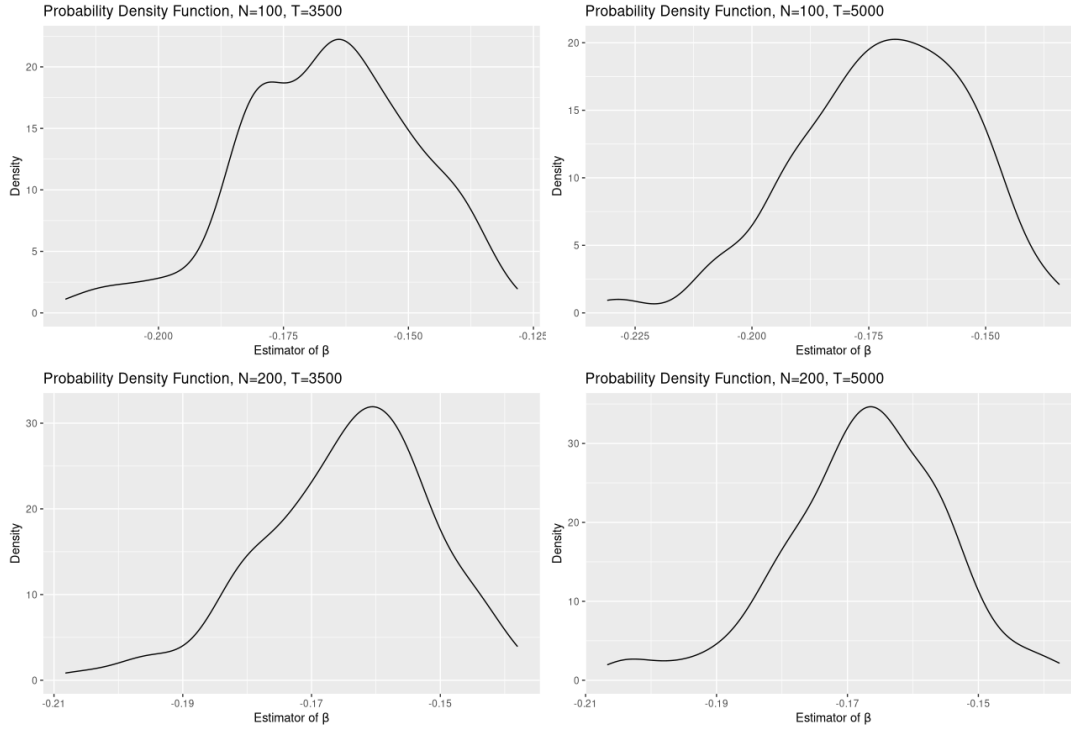 Probability Density Function, N=100, T=3500
20
15
10
5
0
Density
-0.200
-0.175
-0.150
-0.125
Estimator of β
Probability Density Function, N=100, T=5000
20
15
10
5
0
Density
-0.225
-0.200
-0.175
-0.150
Estimator of β
Probability Density Function, N=200, T=3500
30
20
10
0
Density
-0.21
-0.19
-0.17
-0.15
Estimator of β
Probability Density Function, N=200, T=5000
30
20
10
0
Density
-0.21
-0.19
-0.17
-0.15
Estimator of β